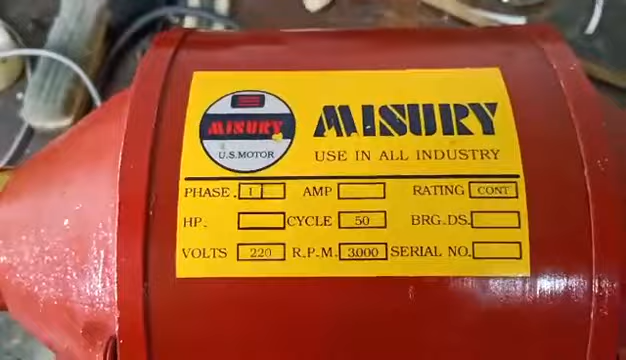 MISURY
U.S.MOTOR
MISURY
USE IN ALL INDUSTRY
PHASE. 1 AMP RATING CONT
HP. CYCLE 50 BRG.DS.
VOLTS 220 R.P.M. 3000 SERIAL NO.